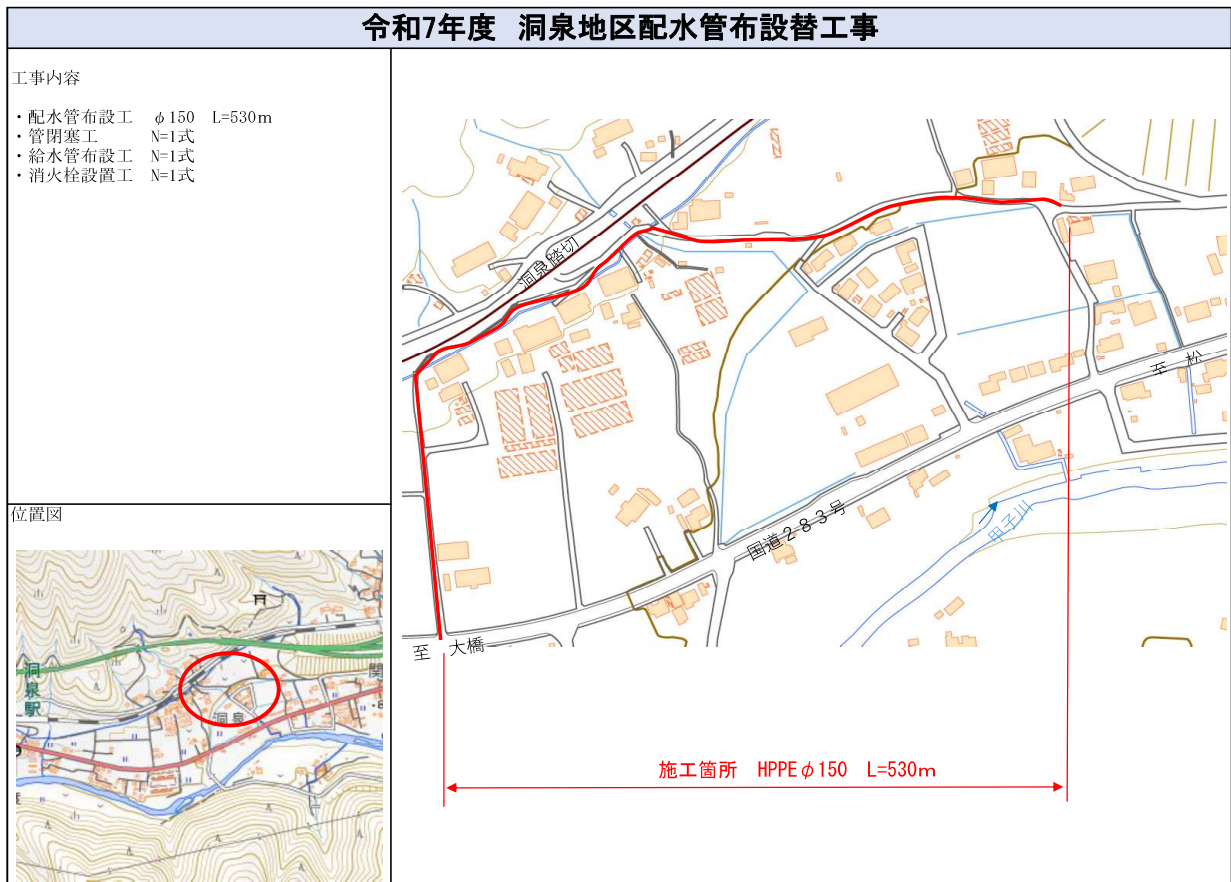 令和7年度 洞泉地区配水管布設替工事
工事内容
・配水管布設工 φ150 L=530m
・管閉塞工 N=1式
・給水管布設工 N=1式
・消火栓設置工 N=1式
洞泉踏切
至 松
国道283号
甲子川
至 大橋
施工箇所 HPPEφ150 L=530m
位置図
洞泉駅
洞泉
関